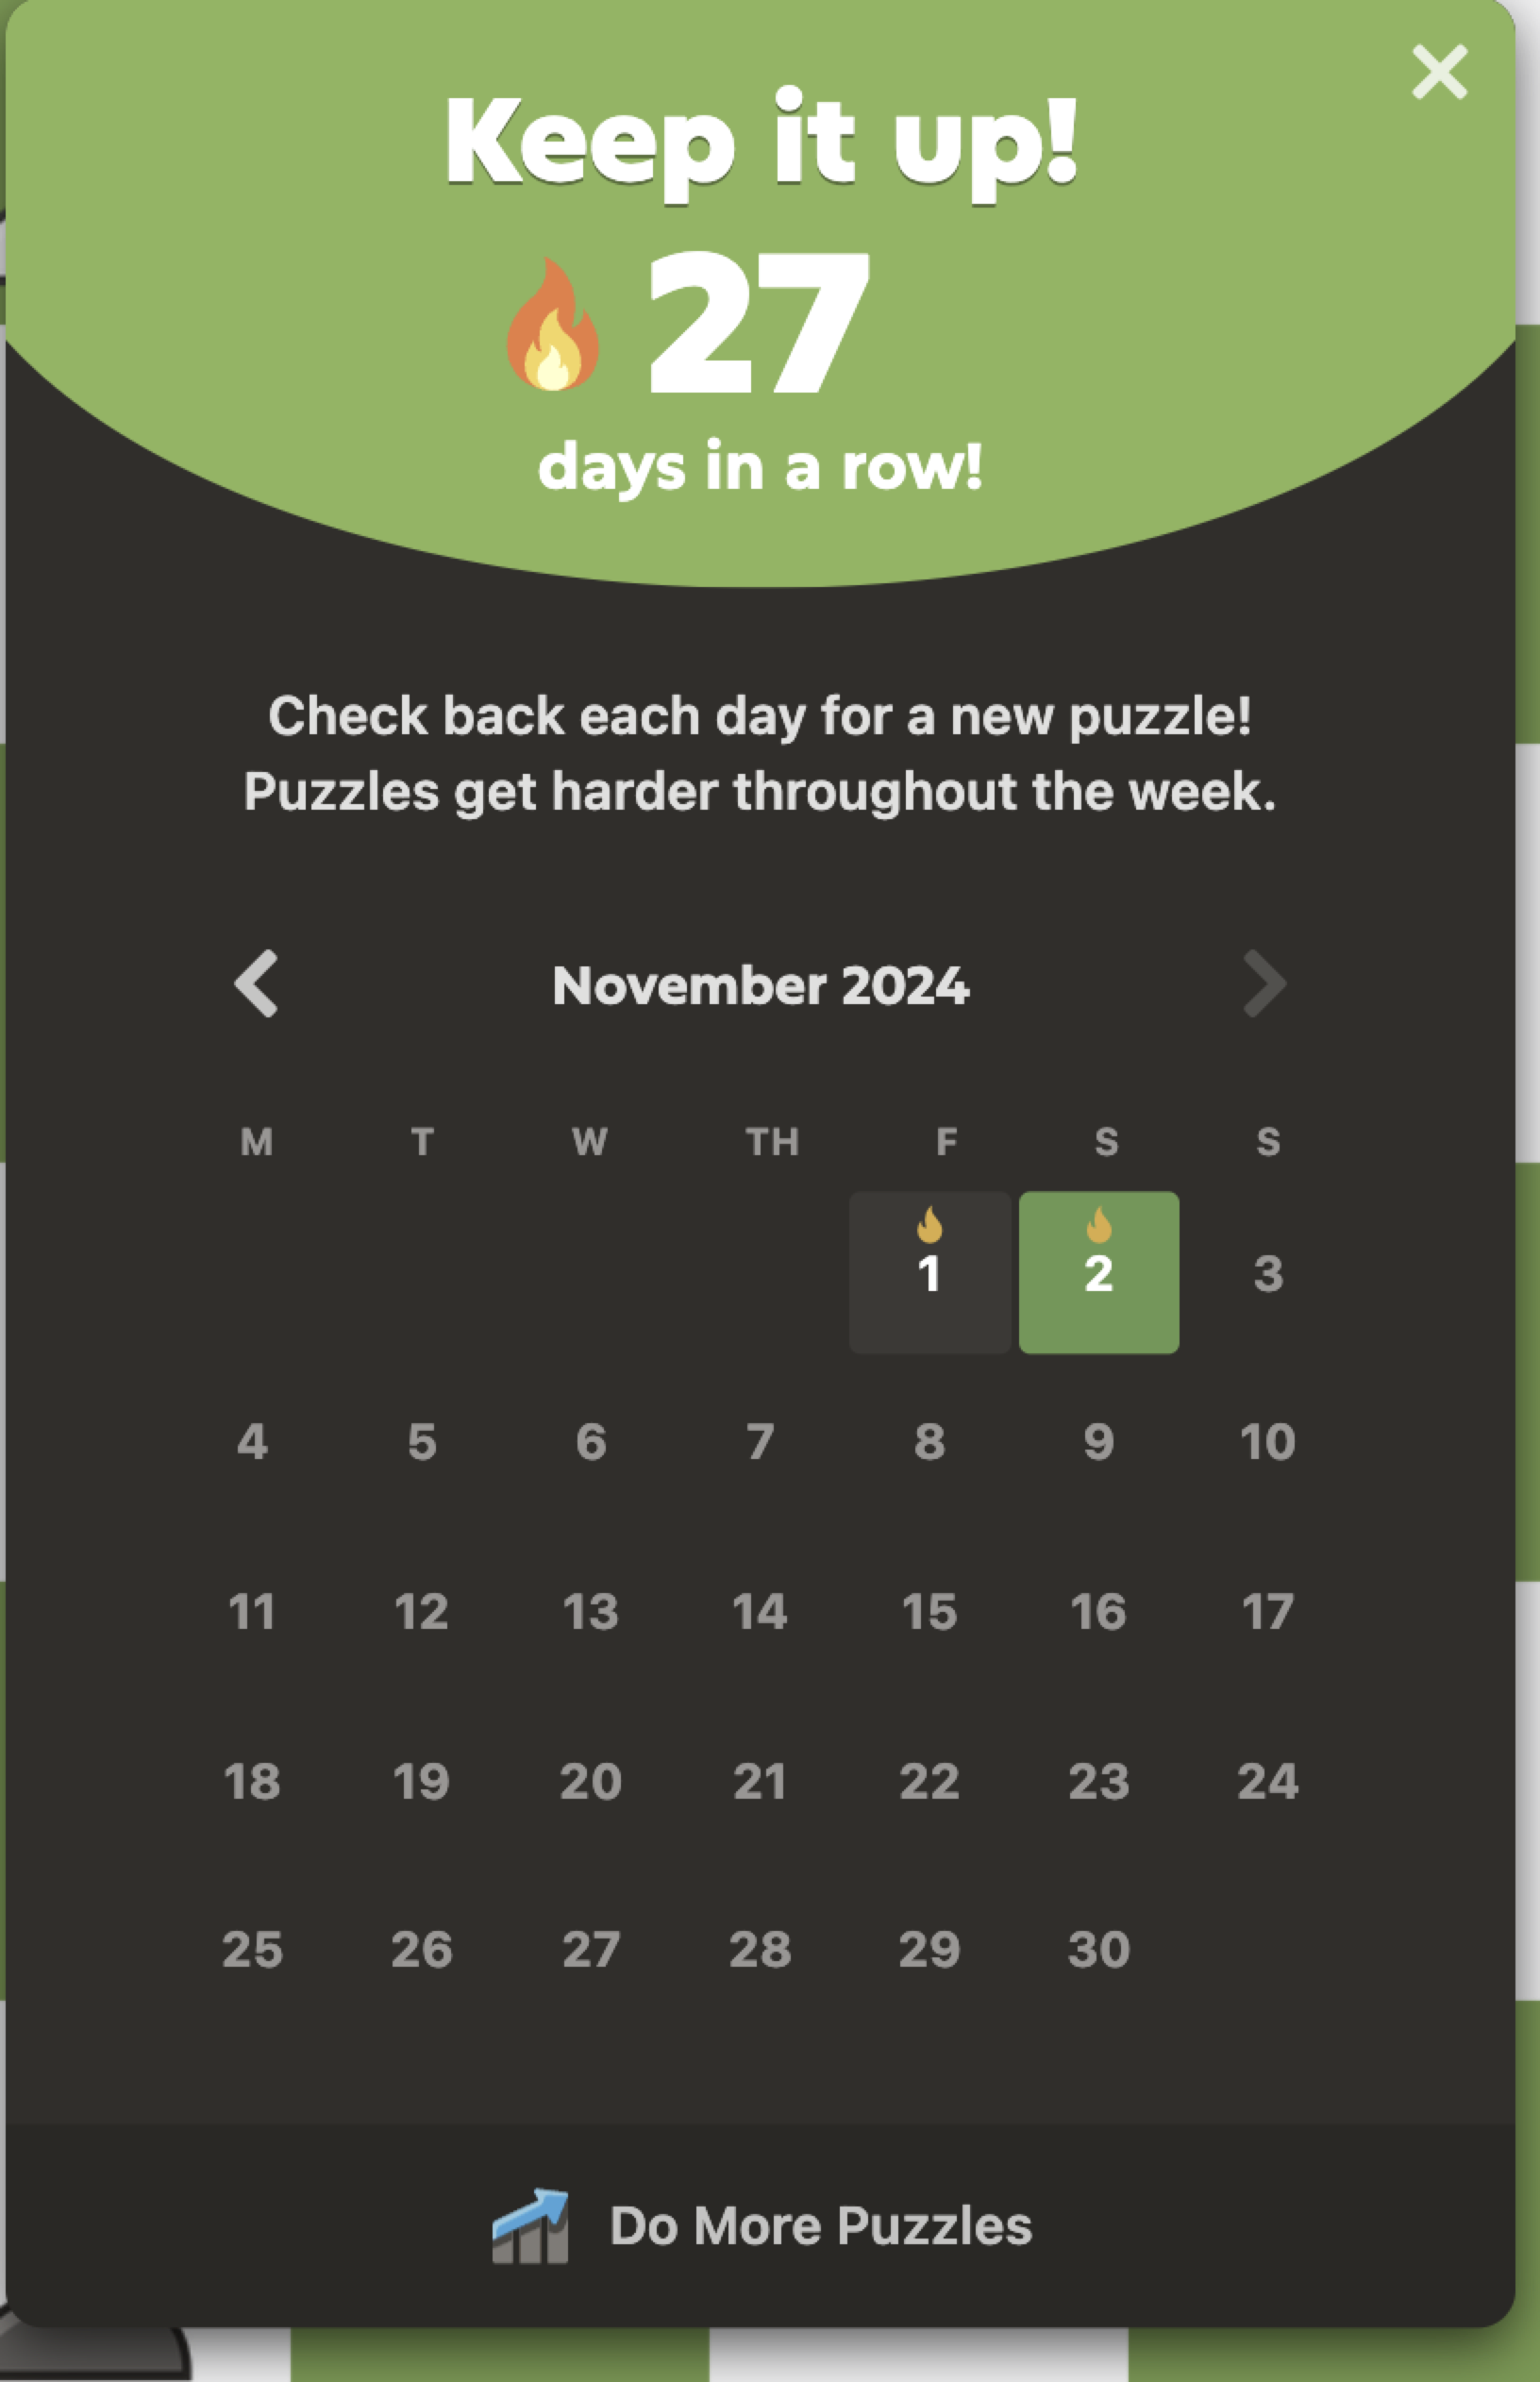 Keep it up!
27
days in a row!
Check back each day for a new puzzle!
Puzzles get harder throughout the week.
November 2024
M T W TH F S S
1 2 3
4 5 6 7 8 9 10
11 12 13 14 15 16 17
18 19 20 21 22 23 24
25 26 27 28 29 30
Do More Puzzles